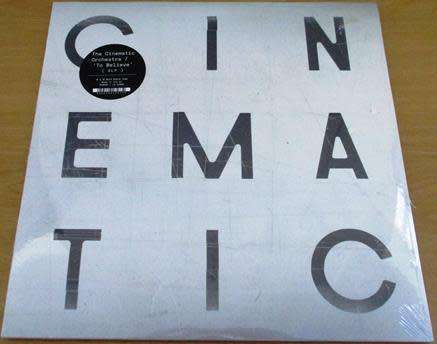 CIN
EMA
TIC
The Cinematic
Orchestra /
'To Believe'